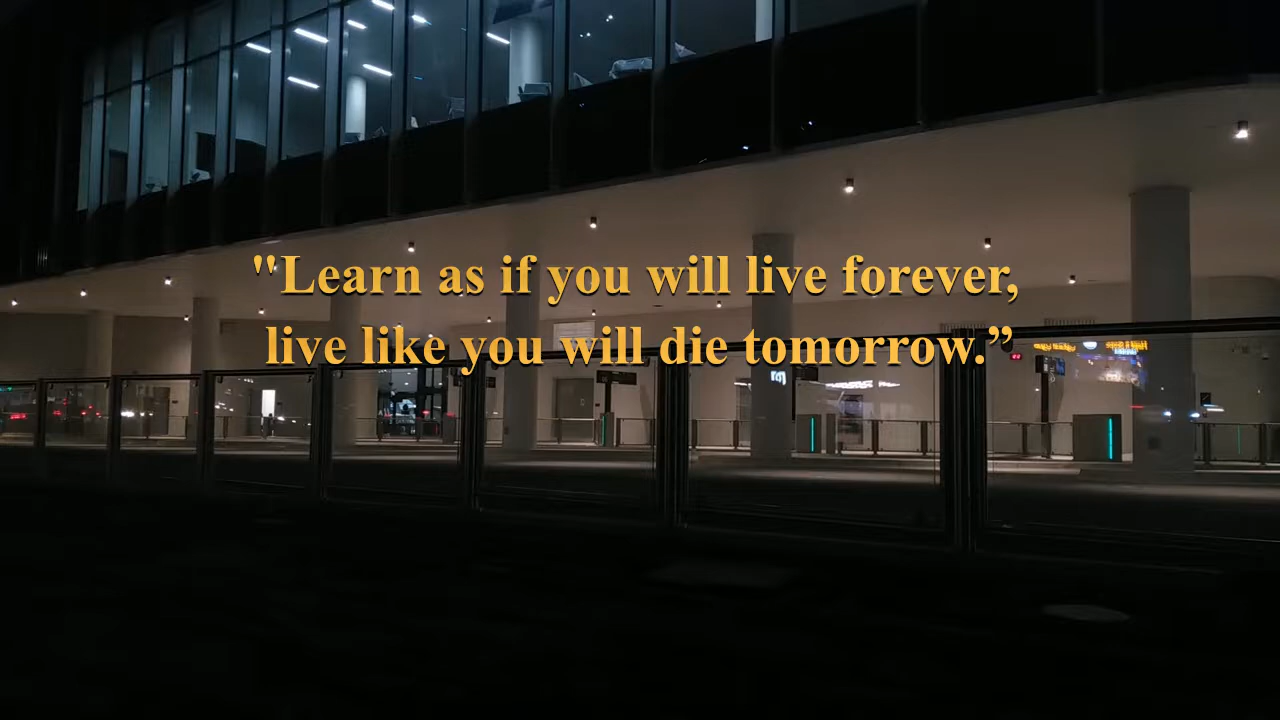 "Learn as if you will live forever,
live like you will die tomorrow.”